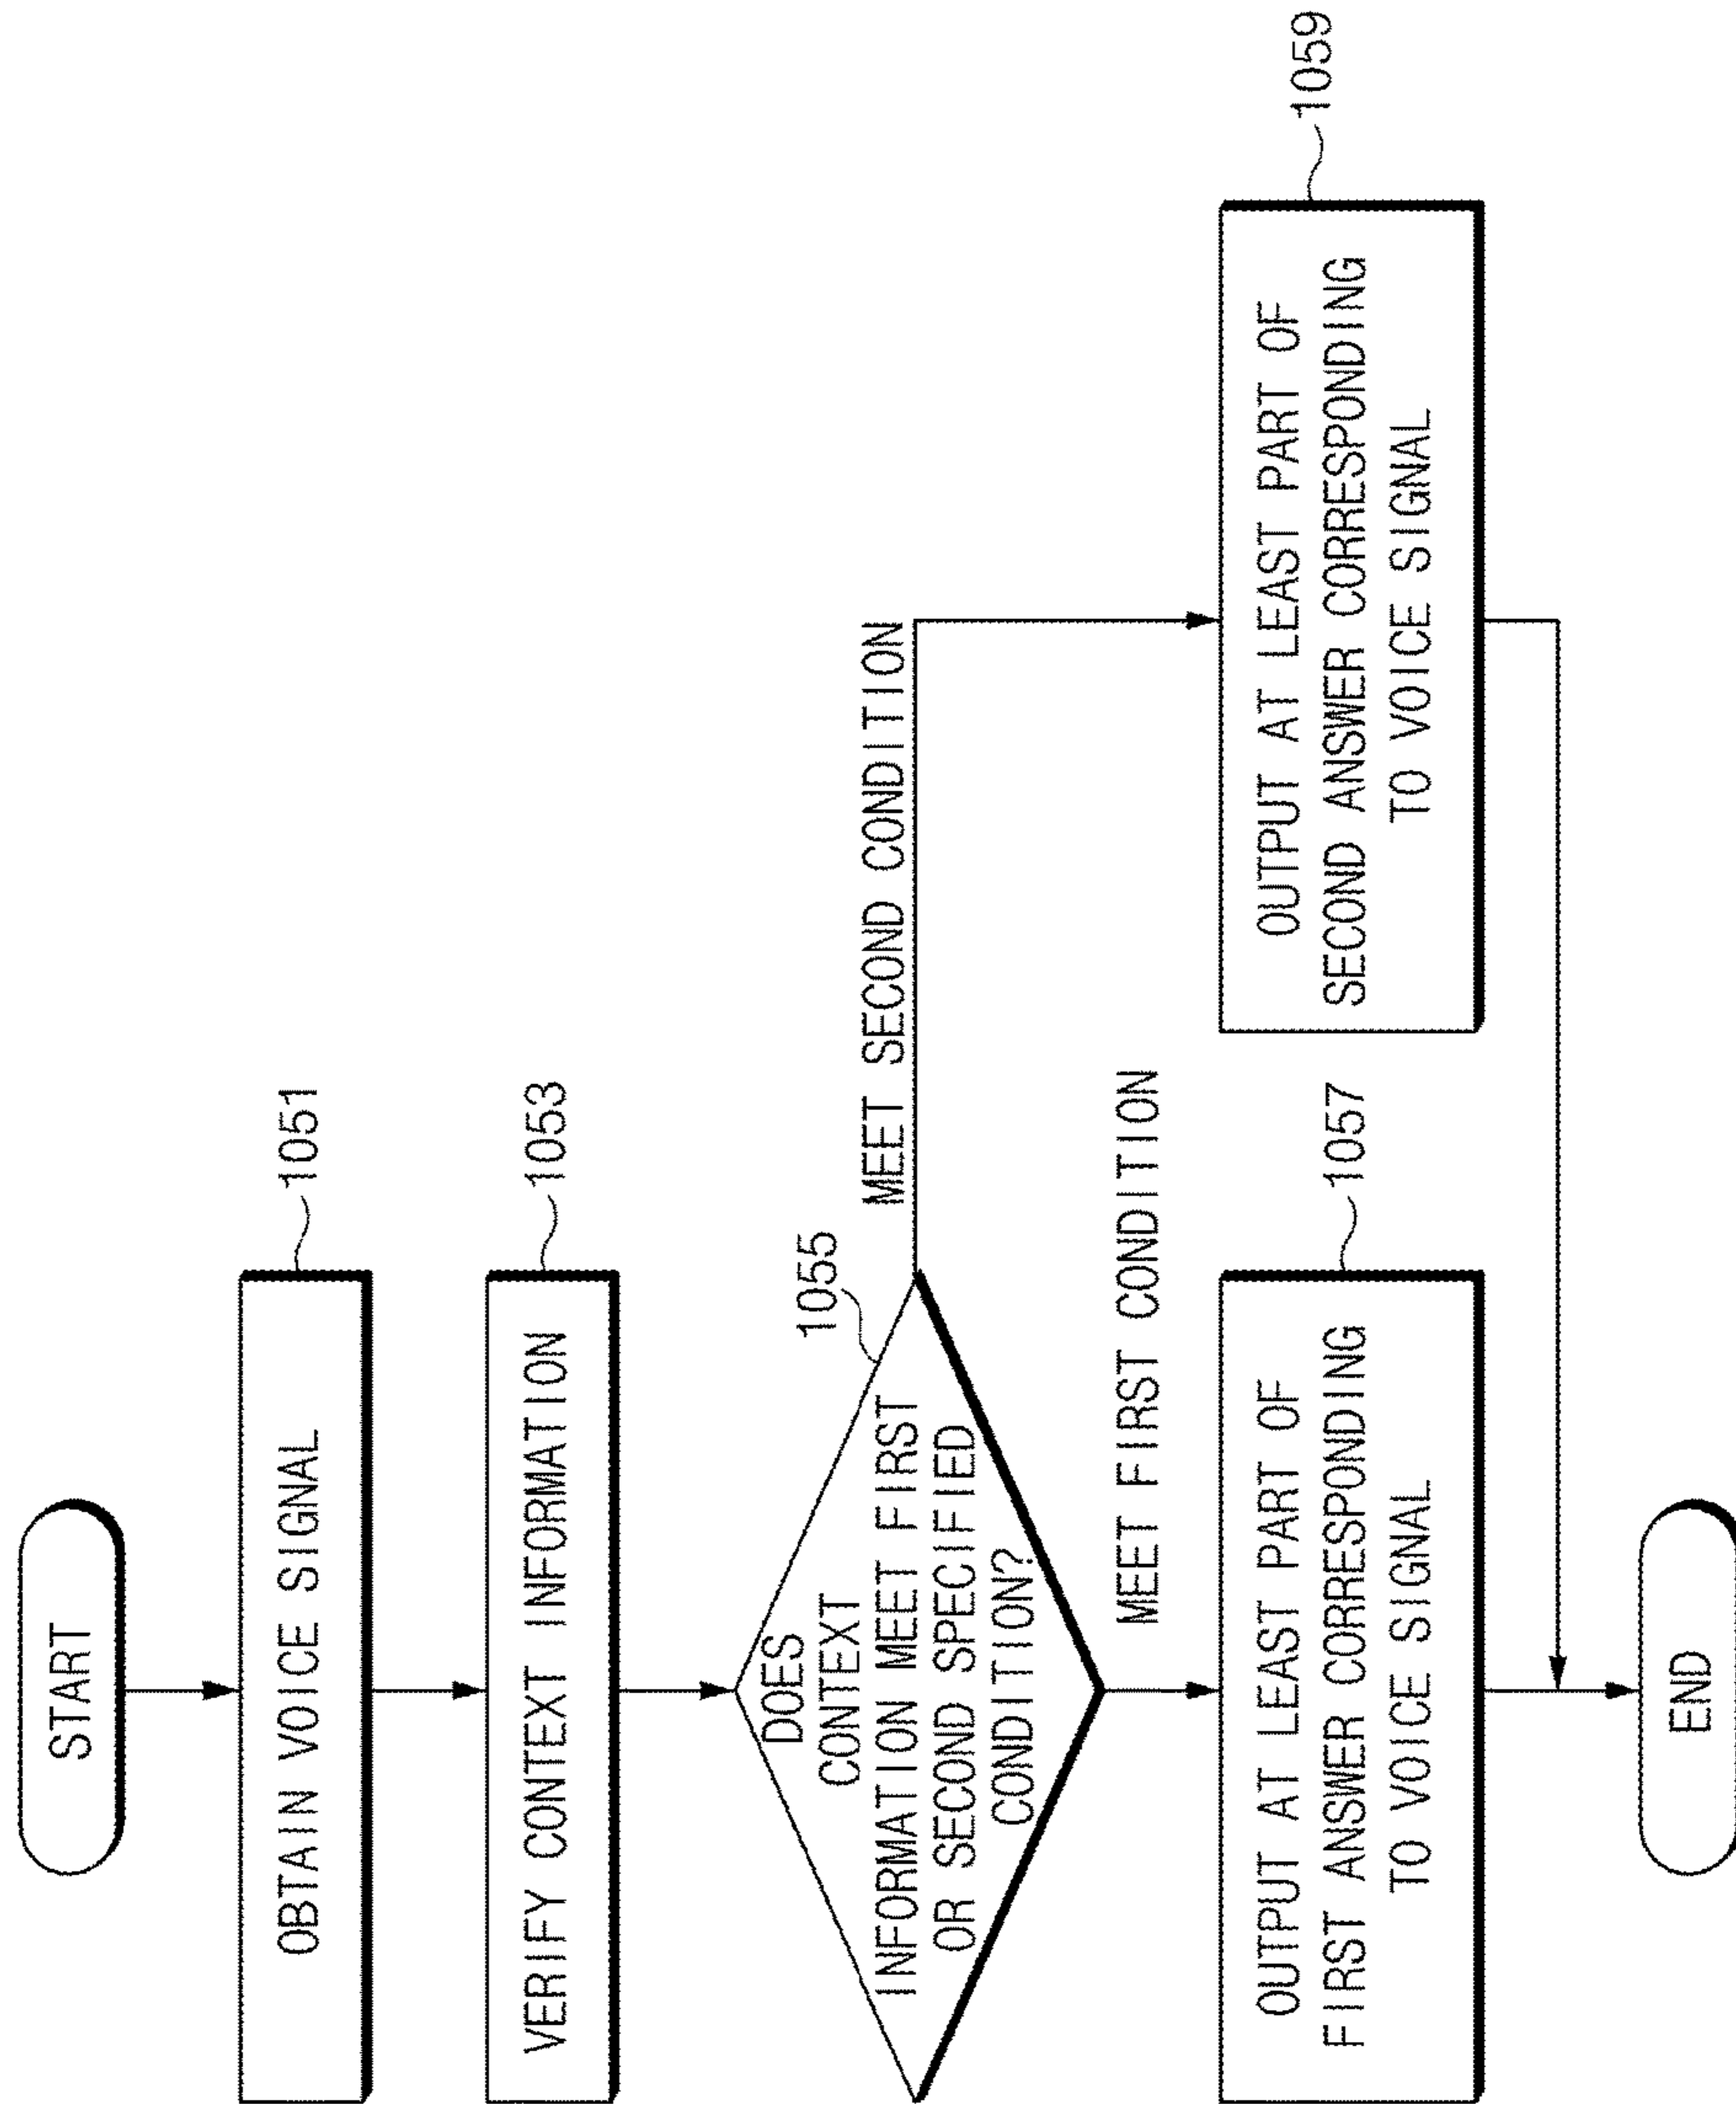 START
OBTAIN VOICE SIGNAL
1051
VERIFY CONTEXT INFORMATION
1053
DOES
CONTEXT
INFORMATION MEET FIRST
OR SECOND SPECIFIED
CONDITION?
1055
MEET SECOND CONDITION
MEET FIRST CONDITION
OUTPUT AT LEAST PART OF
FIRST ANSWER CORRESPONDING
TO VOICE SIGNAL
1057
OUTPUT AT LEAST PART OF
SECOND ANSWER CORRESPONDING
TO VOICE SIGNAL
1059
END